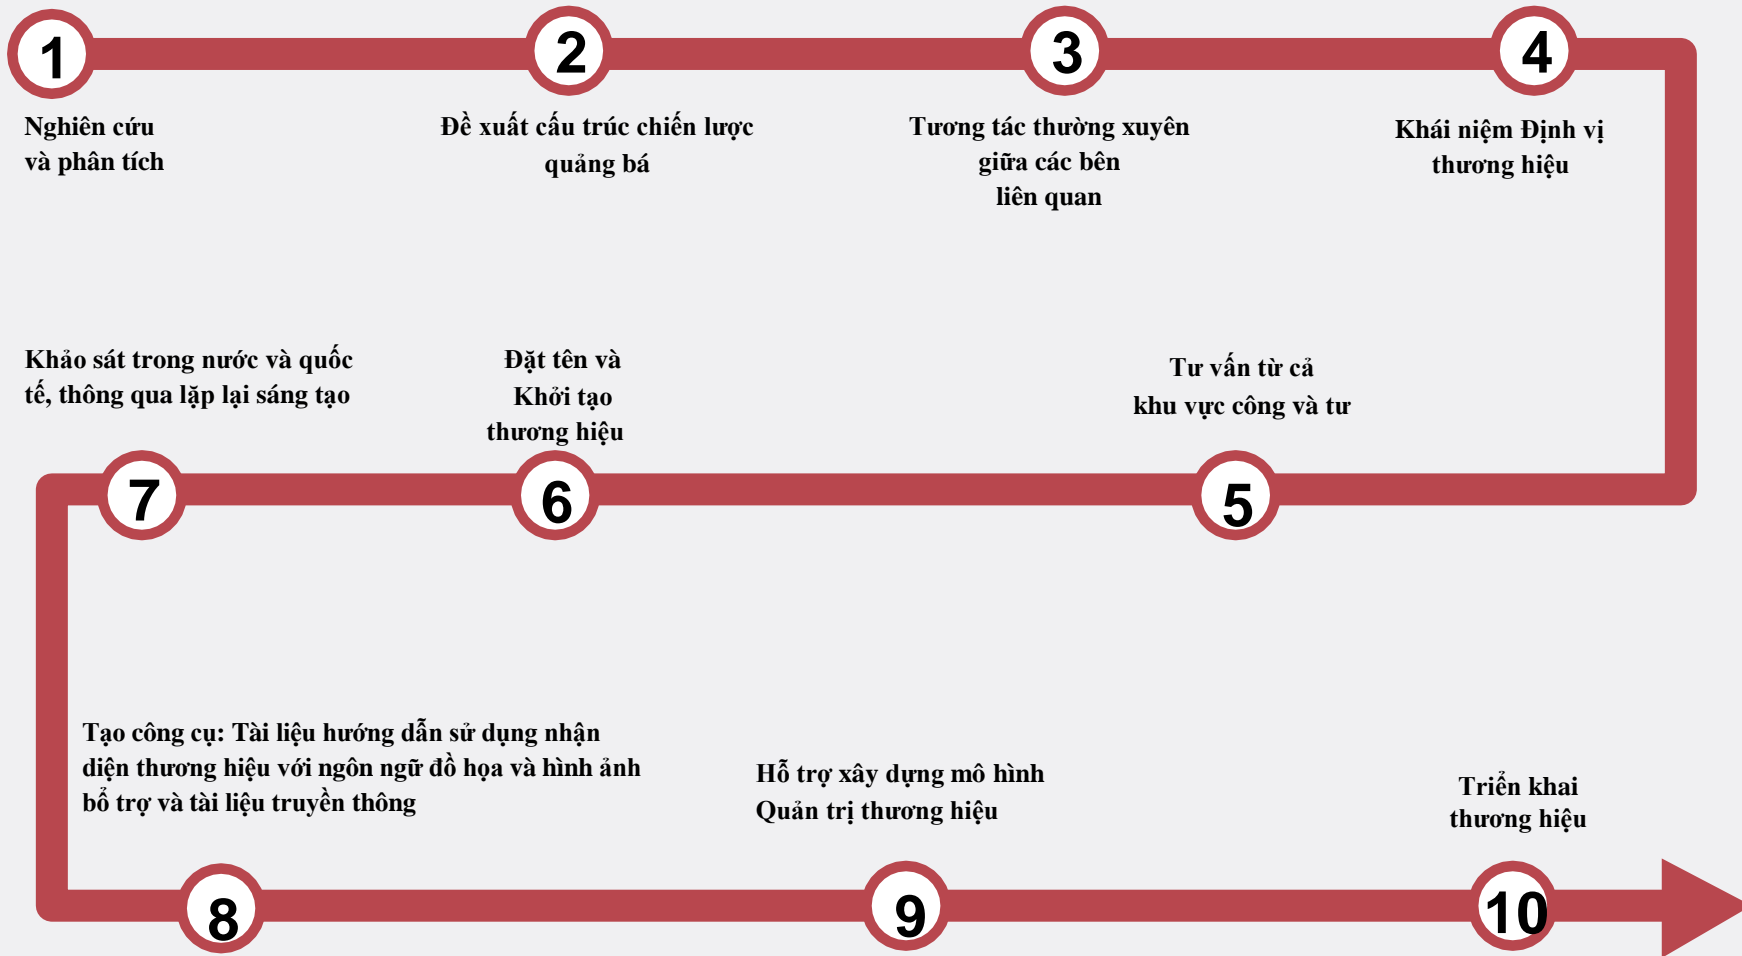 1
Nghiên cứu
và phân tích
2
Đề xuất cấu trúc chiến lược
quảng bá
3
Tương tác thường xuyên
giữa các bên
liên quan
4
Khái niệm Định vị
thương hiệu
Tư vấn từ cả
khu vực công và tư
5
Đặt tên và
Khởi tạo
thương hiệu
6
Khảo sát trong nước và quốc
tế, thông qua lặp lại sáng tạo
7
Tạo công cụ: Tài liệu hướng dẫn sử dụng nhận
diện thương hiệu với ngôn ngữ đồ họa và hình ảnh
bổ trợ và tài liệu truyền thông
8
Hỗ trợ xây dựng mô hình
Quản trị thương hiệu
9
Triển khai
thương hiệu
10